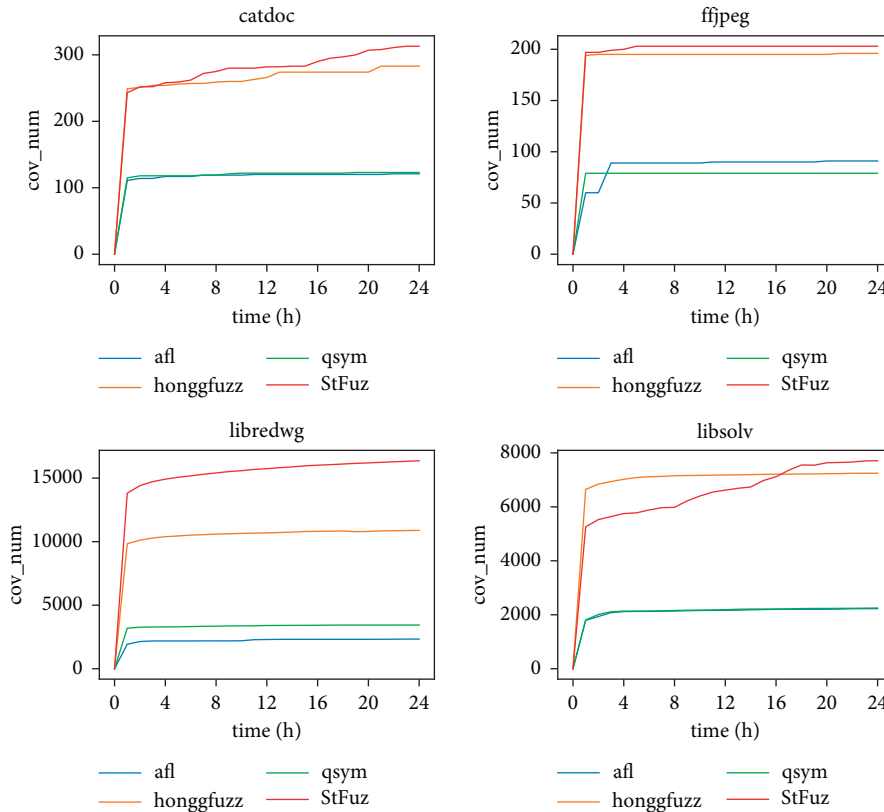 catdoc
300
200
100
0
cov_num
0 4 8 12 16 20 24
time (h)
afl qsym
honggfuzz StFuz
ffjpeg
200
150
100
50
0
cov_num
0 4 8 12 16 20 24
time (h)
afl qsym
honggfuzz StFuz
libredwg
15000
10000
5000
0
cov_num
0 4 8 12 16 20 24
time (h)
afl qsym
honggfuzz StFuz
libsolv
8000
6000
4000
2000
0
cov_num
0 4 8 12 16 20 24
time (h)
afl qsym
honggfuzz StFuz